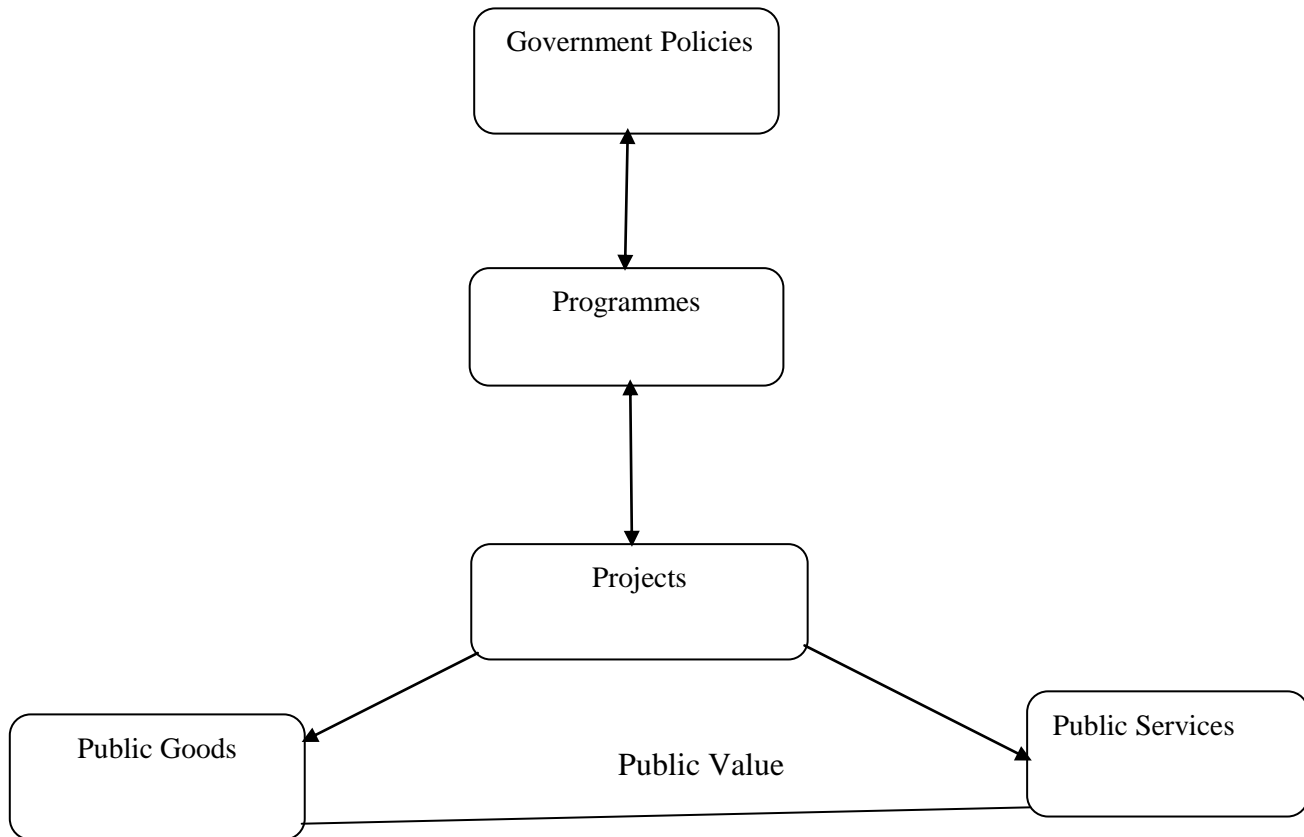 Government Policies
Programmes
Projects
Public Goods
Public Value
Public Services